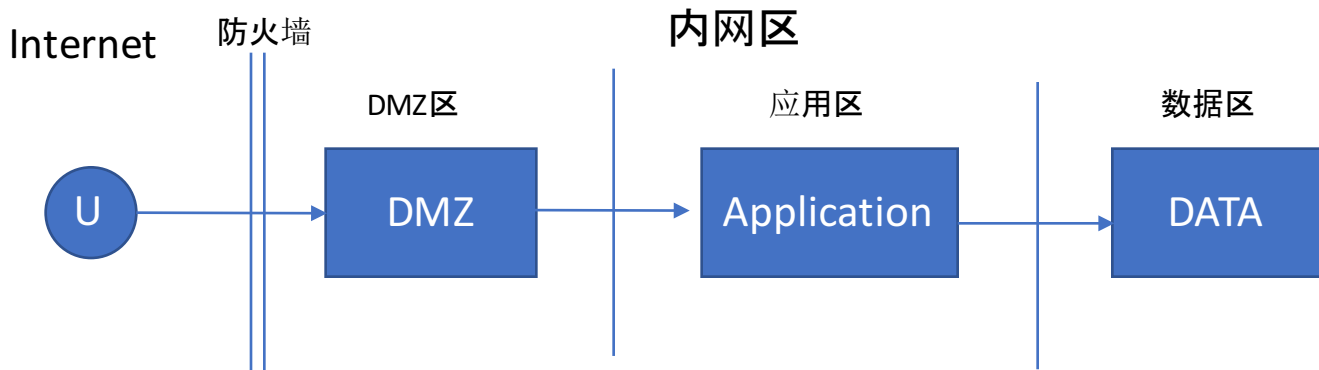 Internet
防火墙
内网区
DMZ区
应用区
数据区
U
DMZ
Application
DATA